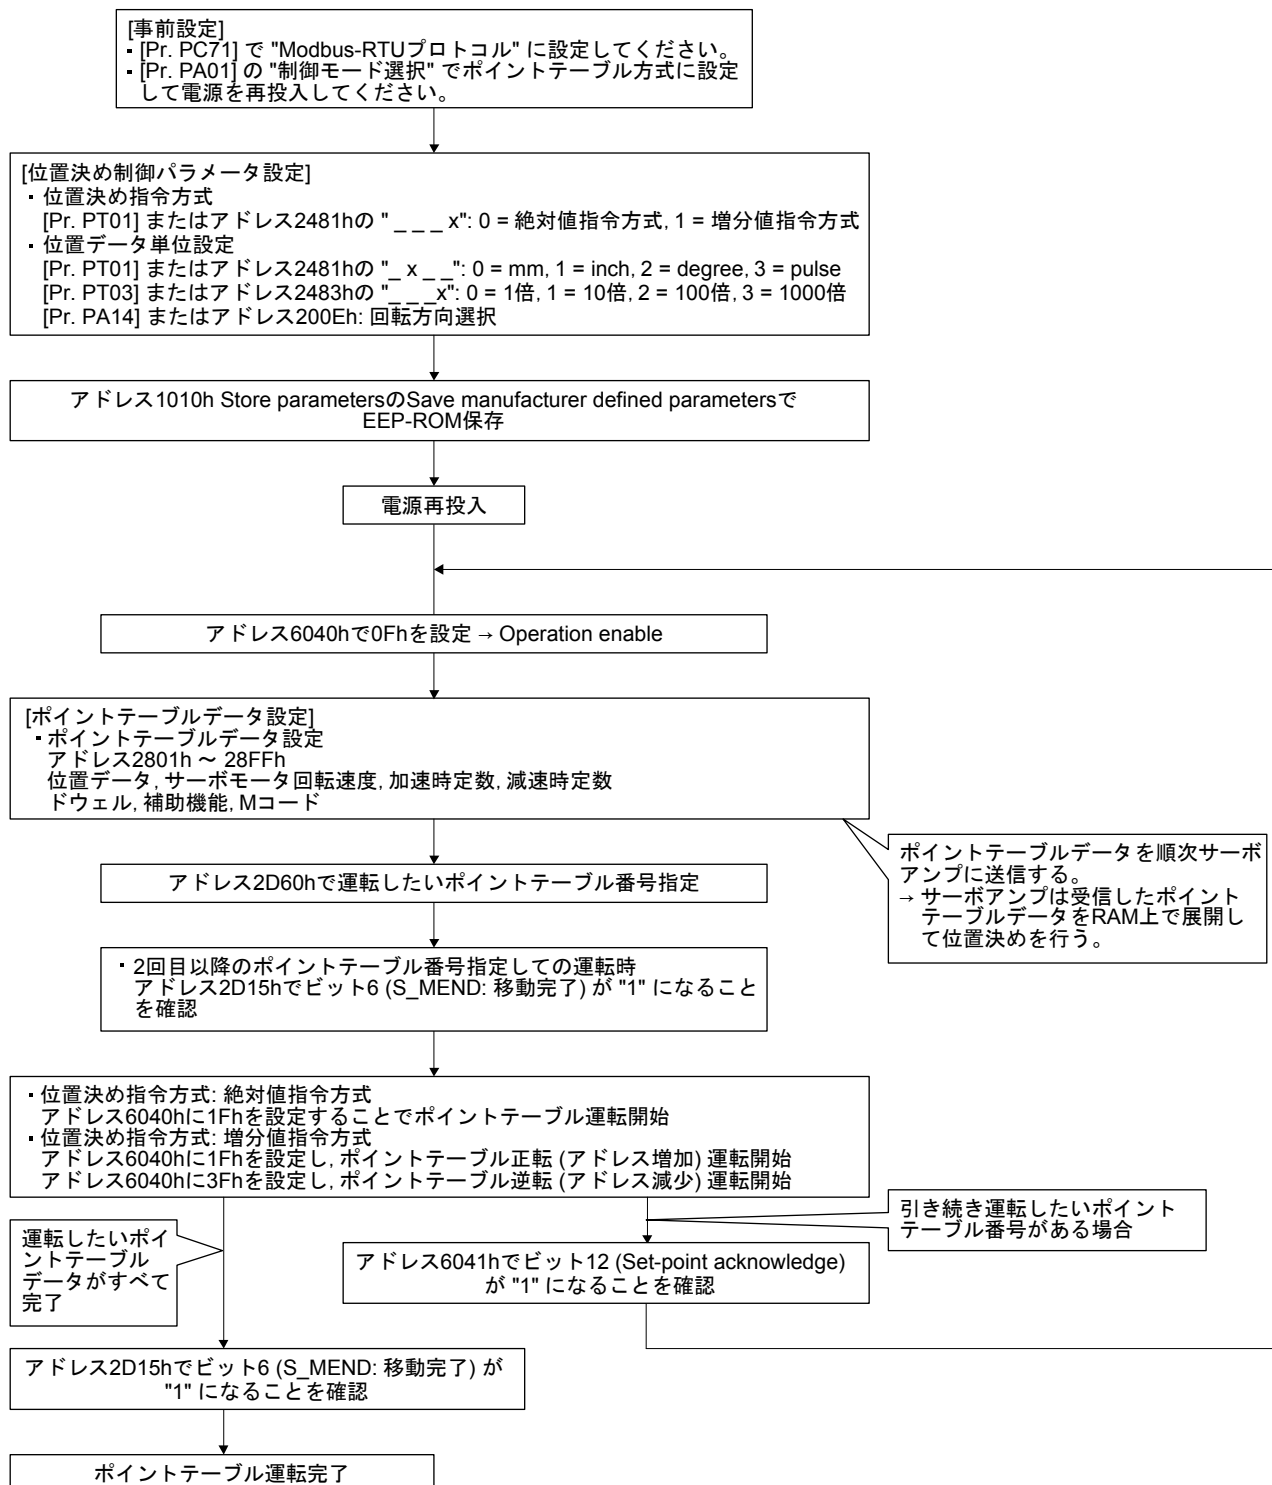 [事前設定]
・[Pr. PC71] で "Modbus-RTUプロトコル" に設定してください。
・[Pr. PA01] の "制御モード選択" でポイントテーブル方式に設定
して電源を再投入してください。
[位置決め制御パラメータ設定]
・位置決め指令方式
[Pr. PT01] またはアドレス2481hの " _ _ _ x": 0 = 絶対値指令方式, 1 = 増分値指令方式
・位置データ単位設定
[Pr. PT01] またはアドレス2481hの "_ x _ _": 0 = mm, 1 = inch, 2 = degree, 3 = pulse
[Pr. PT03] またはアドレス2483hの "_ _ _x": 0 = 1倍, 1 = 10倍, 2 = 100倍, 3 = 1000倍
[Pr. PA14] またはアドレス200Eh: 回転方向選択
アドレス1010h Store parametersのSave manufacturer defined parametersで
EEP-ROM保存
電源再投入
アドレス6040hで0Fhを設定 → Operation enable
[ポイントテーブルデータ設定]
・ポイントテーブルデータ設定
アドレス2801h ～ 28FFh
位置データ, サーボモータ回転速度, 加速時定数, 減速時定数
ドウェル, 補助機能, Mコード
ポイントテーブルデータを順次サーボ
アンプに送信する。
→ サーボアンプは受信したポイント
テーブルデータをRAM上で展開し
て位置決めを行う。
アドレス2D60hで運転したいポイントテーブル番号指定
・2回目以降のポイントテーブル番号指定しての運転時
アドレス2D15hでビット6 (S_MEND: 移動完了) が "1" になること
を確認
・位置決め指令方式: 絶対値指令方式
アドレス6040hに1Fhを設定することでポイントテーブル運転開始
・位置決め指令方式: 増分値指令方式
アドレス6040hに1Fhを設定し, ポイントテーブル正転 (アドレス増加) 運転開始
アドレス6040hに3Fhを設定し, ポイントテーブル逆転 (アドレス減少) 運転開始
引き続き運転したいポイント
テーブル番号がある場合
運転したいポイ
ントテーブル
データがすべて
完了
アドレス6041hでビット12 (Set-point acknowledge)
が "1" になることを確認
アドレス2D15hでビット6 (S_MEND: 移動完了) が
"1" になることを確認
ポイントテーブル運転完了